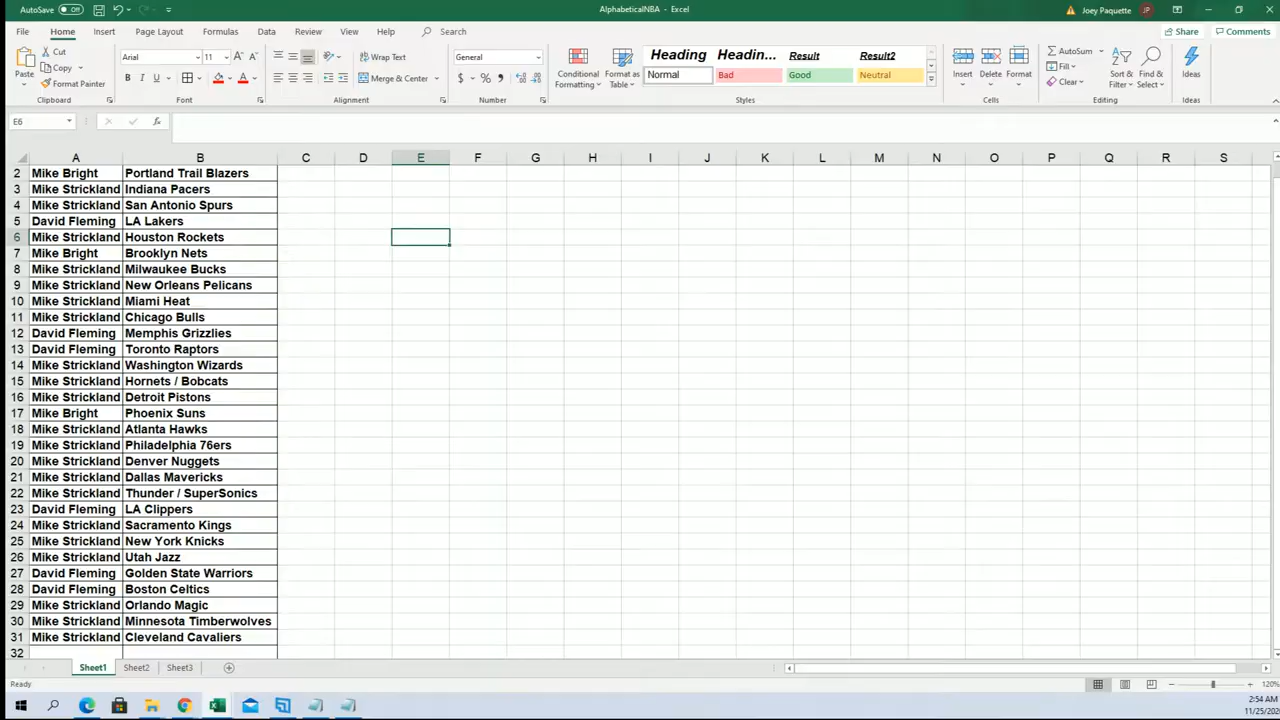 AutoSave Off
AlphabeticalNBA - Excel
Joey Paquette JP
File Home Insert Page Layout Formulas Data Review View Help Search Share Comments
Paste
Cut
Copy
Format Painter
Clipboard
Arial 11
B I U
Font
Wrap Text
Merge & Center
Alignment
General
$ % 9
Number
Conditional Formatting
Format as Table
Heading Headin... Result Result2
Normal Bad Good Neutral
Styles
Insert Delete Format
Cells
AutoSum
Fill
Clear
Sort & Filter
Find & Select
Editing
Ideas
Ideas
E6 fx
A B C D E F G H I J K L M N O P Q R S
2 Mike Bright Portland Trail Blazers
3 Mike Strickland Indiana Pacers
4 Mike Strickland San Antonio Spurs
5 David Fleming LA Lakers
6 Mike Strickland Houston Rockets
7 Mike Bright Brooklyn Nets
8 Mike Strickland Milwaukee Bucks
9 Mike Strickland New Orleans Pelicans
10 Mike Strickland Miami Heat
11 Mike Strickland Chicago Bulls
12 David Fleming Memphis Grizzlies
13 David Fleming Toronto Raptors
14 Mike Strickland Washington Wizards
15 Mike Strickland Hornets / Bobcats
16 Mike Strickland Detroit Pistons
17 Mike Bright Phoenix Suns
18 Mike Strickland Atlanta Hawks
19 Mike Strickland Philadelphia 76ers
20 Mike Strickland Denver Nuggets
21 Mike Strickland Dallas Mavericks
22 Mike Strickland Thunder / SuperSonics
23 David Fleming LA Clippers
24 Mike Strickland Sacramento Kings
25 Mike Strickland New York Knicks
26 Mike Strickland Utah Jazz
27 David Fleming Golden State Warriors
28 David Fleming Boston Celtics
29 Mike Strickland Orlando Magic
30 Mike Strickland Minnesota Timberwolves
31 Mike Strickland Cleveland Cavaliers
32
Sheet1 Sheet2 Sheet3
Ready 120%
2:54 AM